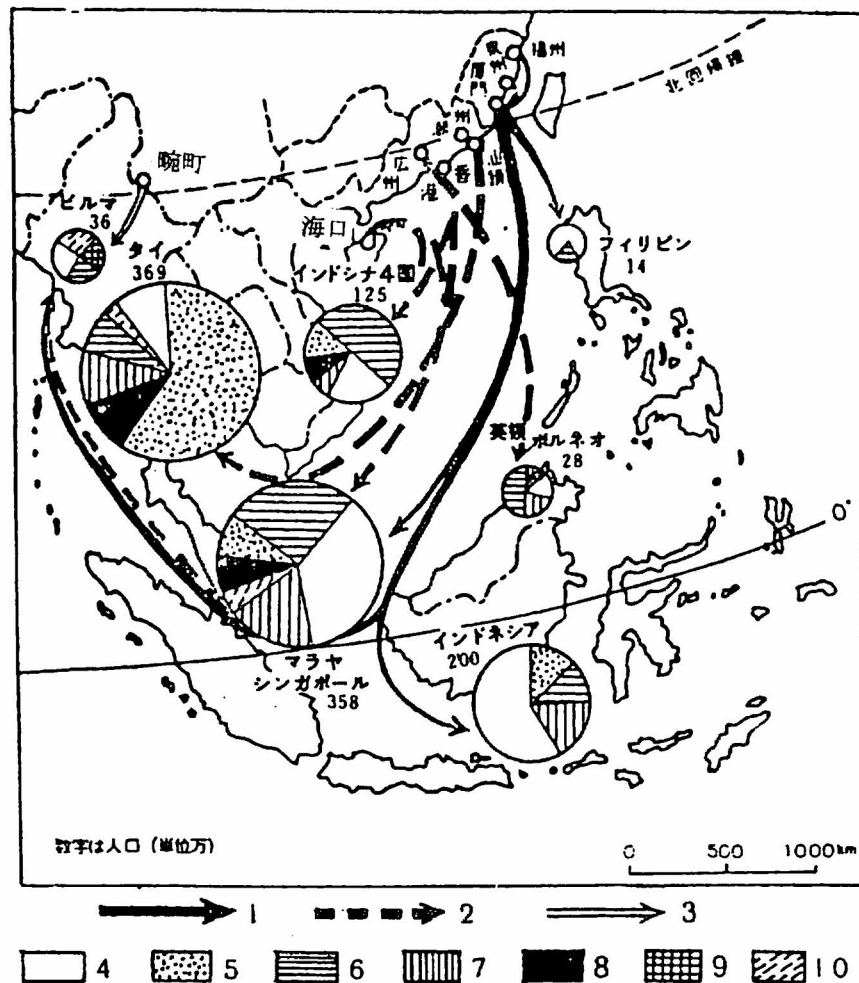 福州
泉州
厦門
北回帰線
広州
香港
汕頭
畹町
海口
ビルマ
36
タイ
369
インドシナ4国
125
フィリピン
14
英領ボルネオ
28
0°
インドネシア
200
マラヤ
シンガポール
358
数字は人口(単位万)
0 500 1000km
1 2 3
4 5 6 7 8 9 10